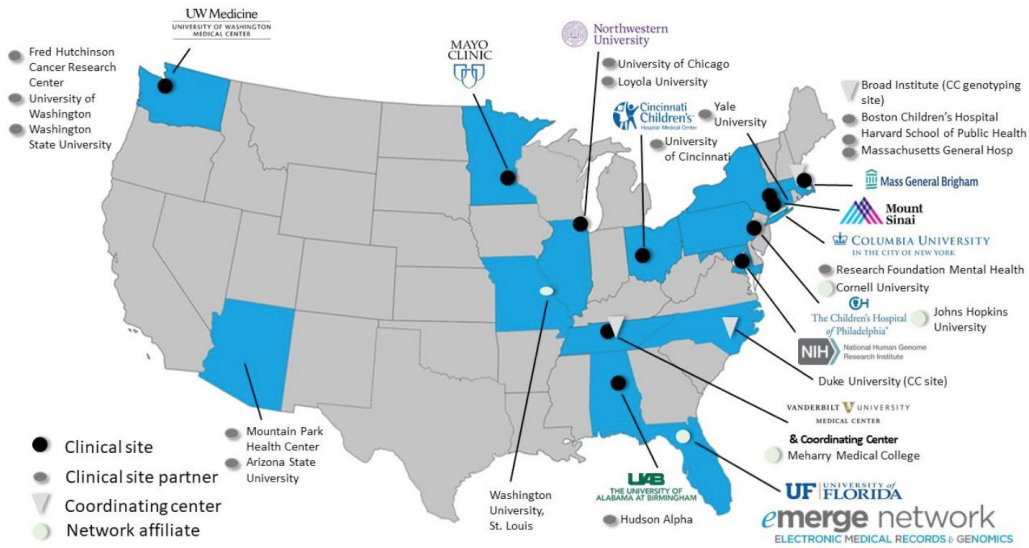 UW Medicine
UNIVERSITY OF WASHINGTON
MEDICAL CENTER
Fred Hutchinson
Cancer Research
Center
University of
Washington
Washington
State University
MAYO
CLINIC
Northwestern
University
University of Chicago
Loyola University
Cincinnati
Children's
Hospital Medical Center
University
of Cincinnati
Yale
University
Broad Institute (CC genotyping
site)
Boston Children's Hospital
Harvard School of Public Health
Massachusetts General Hosp
Mass General Brigham
Mount
Sinai
COLUMBIA UNIVERSITY
IN THE CITY OF NEW YORK
Research Foundation Mental Health
Cornell University
The Children's Hospital
of Philadelphia®
Johns Hopkins
University
NIH
National Human Genome
Research Institute
Duke University (CC site)
VANDERBILT V UNIVERSITY
MEDICAL CENTER
& Coordinating Center
Meharry Medical College
Mountain Park
Health Center
Arizona State
University
Washington
University,
St. Louis
UAB
THE UNIVERSITY OF
ALABAMA AT BIRMINGHAM
Hudson Alpha
UF UNIVERSITY of
FLORIDA
Clinical site
Clinical site partner
Coordinating center
Network affiliate
emerge network
ELECTRONIC MEDICAL RECORDS & GENOMICS